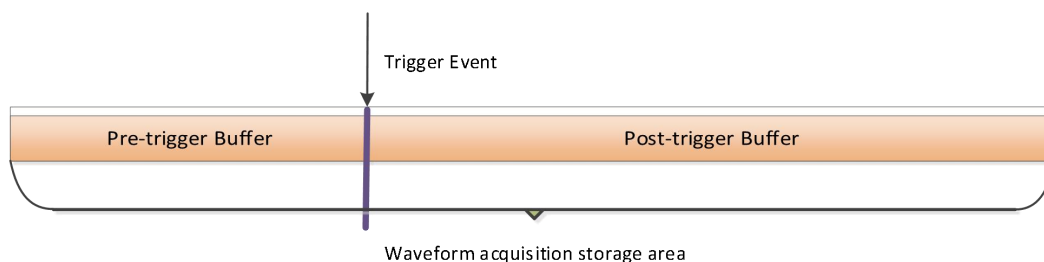 Trigger Event
Pre-trigger Buffer
Post-trigger Buffer
Waveform acquisition storage area